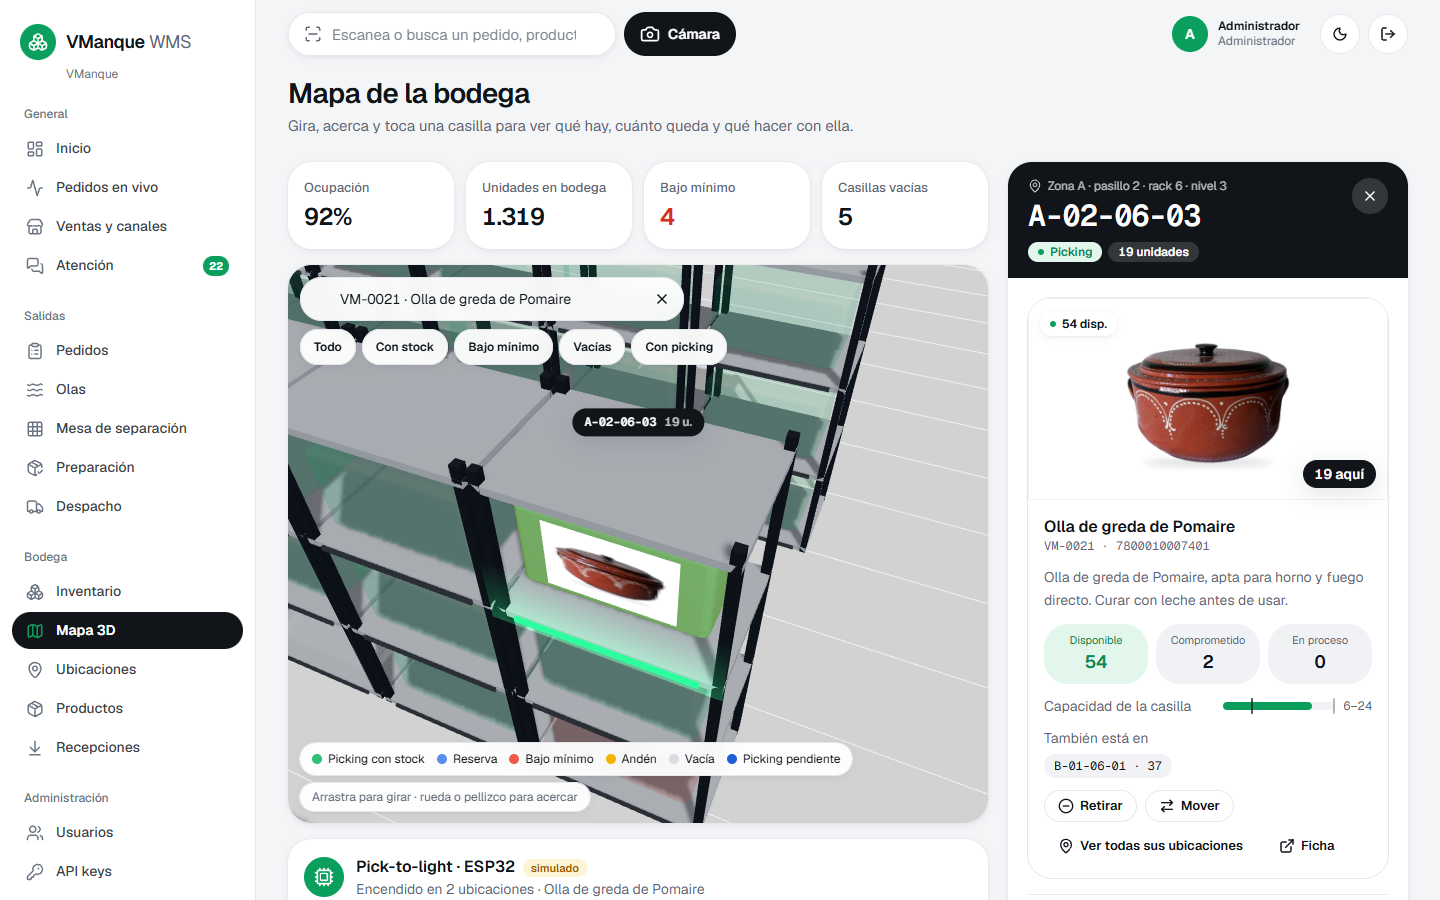 VManque WMS
VManque
General
Inicio
Pedidos en vivo
Ventas y canales
Atención 22
Salidas
Pedidos
Olas
Mesa de separación
Preparación
Despacho
Bodega
Inventario
Mapa 3D
Ubicaciones
Productos
Recepciones
Administración
Usuarios
API keys
Escanea o busca un pedido, product
Cámara
A
Administrador
Administrador
Mapa de la bodega
Gira, acerca y toca una casilla para ver qué hay, cuánto queda y qué hacer con ella.
Ocupación
92%
Unidades en bodega
1.319
Bajo mínimo
4
Casillas vacías
5
VM-0021 · Olla de greda de Pomaire
Todo
Con stock
Bajo mínimo
Vacías
Con picking
A-02-06-03 19 u.
Picking con stock
Reserva
Bajo mínimo
Andén
Vacía
Picking pendiente
Arrastra para girar · rueda o pellizco para acercar
Pick-to-light · ESP32 simulado
Encendido en 2 ubicaciones · Olla de greda de Pomaire
Zona A · pasillo 2 · rack 6 · nivel 3
A-02-06-03
Picking
19 unidades
54 disp.
19 aquí
Olla de greda de Pomaire
VM-0021 · 7800010007401
Olla de greda de Pomaire, apta para horno y fuego
directo. Curar con leche antes de usar.
Disponible
54
Comprometido
2
En proceso
0
Capacidad de la casilla 6–24
También está en
B-01-06-01 · 37
Retirar
Mover
Ver todas sus ubicaciones
Ficha